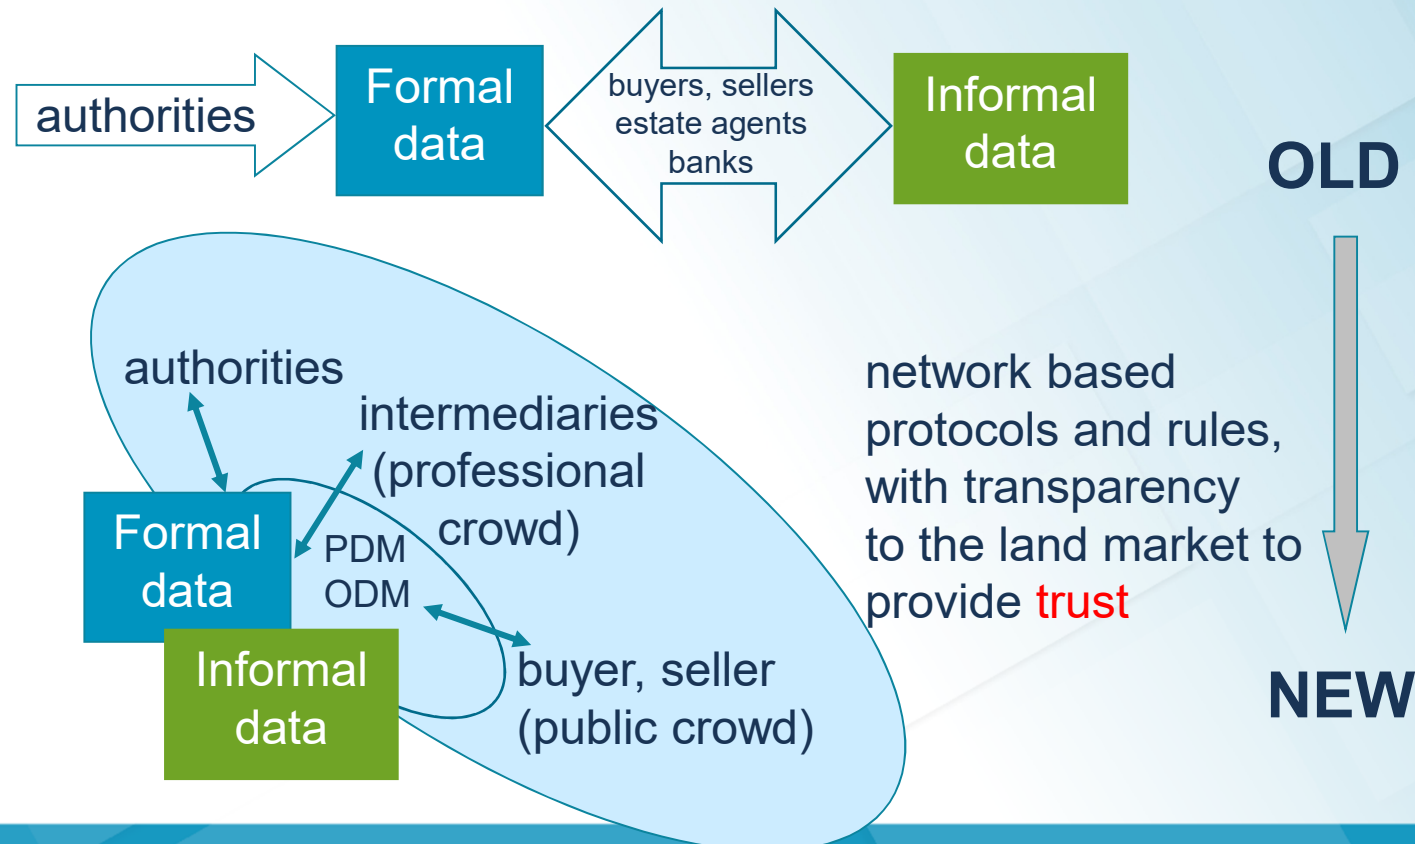 authorities
Formal
data
buyers, sellers
estate agents
banks
Informal
data
OLD
authorities
intermediaries
(professional
crowd)
Formal
data
PDM
ODM
Informal
data
buyer, seller
(public crowd)
network based
protocols and rules,
with transparency
to the land market to
provide trust
NEW